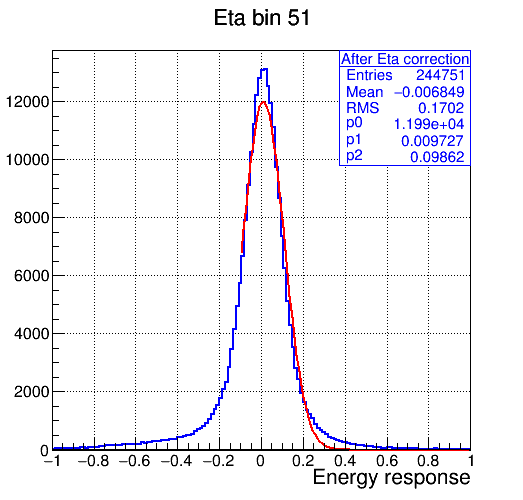 Eta bin 51
After Eta correction
Entries 244751
Mean −0.006849
RMS 0.1702
p0 1.199e+04
p1 0.009727
p2 0.09862
12000
10000
8000
6000
4000
2000
0
−1 −0.8 −0.6 −0.4 −0.2 0 0.2 0.4 0.6 0.8 1
Energy response